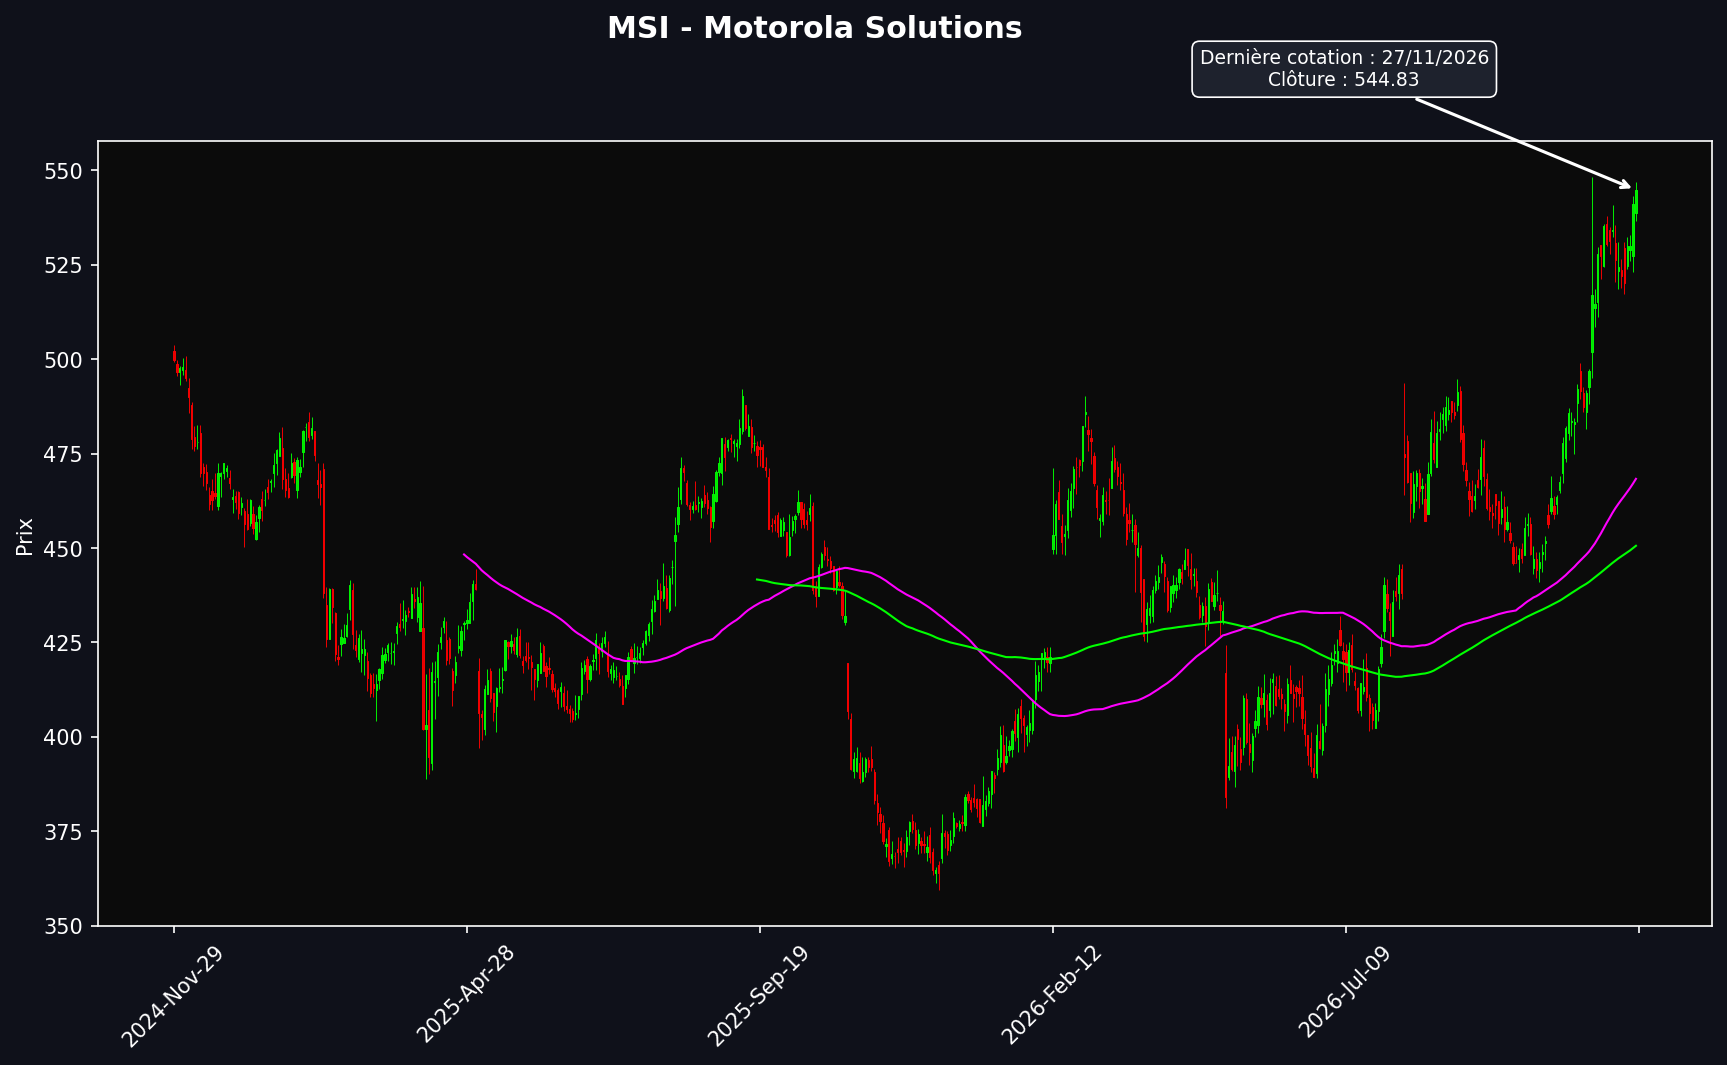 MSI - Motorola Solutions
Dernière cotation : 27/11/2026
Clôture : 544.83
550
525
500
475
450
425
400
375
350
Prix
2024-Nov-29
2025-Apr-28
2025-Sep-19
2026-Feb-12
2026-Jul-09